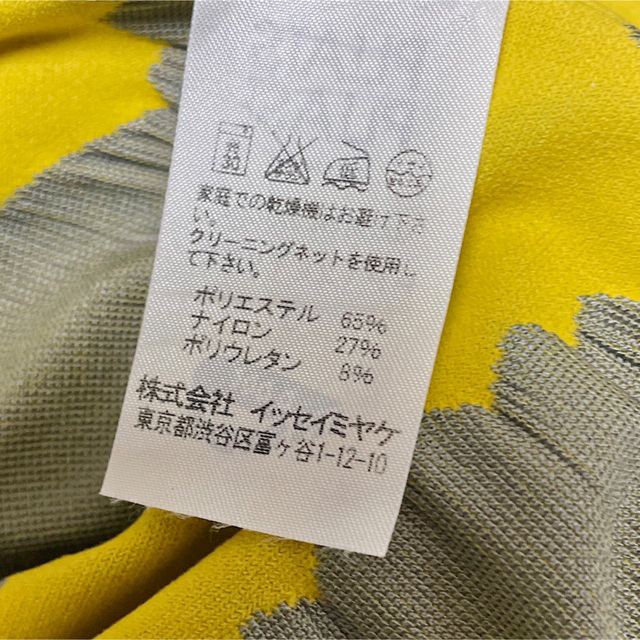 家庭での乾燥機はお避け下さ
い。
クリーニングネットを使用し
て下さい。
ポリエステル 65%
ナイロン 27%
ポリウレタン 8%
株式会社 イッセイミヤケ
東京都渋谷区富ヶ谷1-12-10